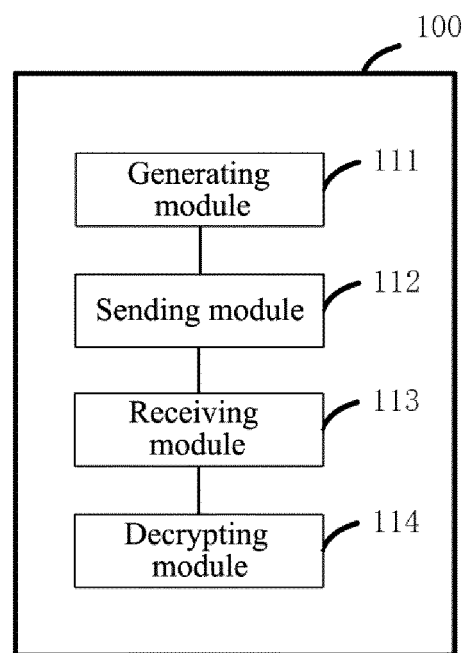 100
Generating
module
111
Sending module
112
Receiving
module
113
Decrypting
module
114